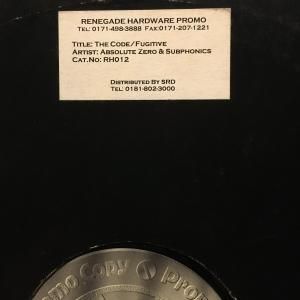 RENEGADE HARDWARE PROMO
TEL: 0171-498-3888 FAX:0171-207-1221
TITLE: THE CODE/FUGITIVE
ARTIST: ABSOLUTE ZERO & SUBPHONICS
CAT.NO: RH012
DISTRIBUTED BY SRD
TEL: 0181-802-3000
Promo Copy Promo